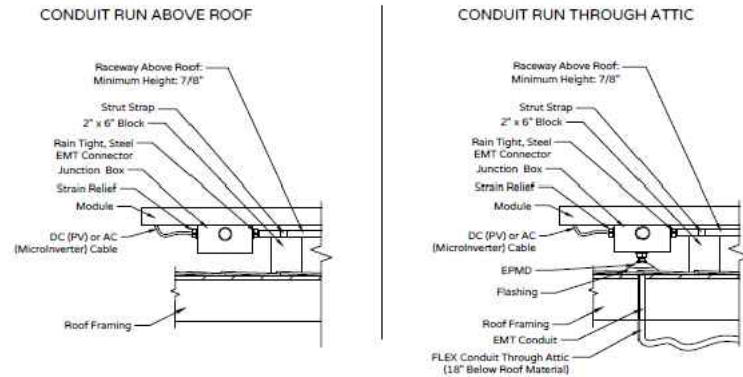 CONDUIT RUN ABOVE ROOF
Raceway Above Roof:
Minimum Height: 7/8"
Strut Strap
2" x 6" Block
Rain Tight, Steel
EMT Connector
Junction Box
Strain Relief
Module
DC (PV) or AC
(MicroInverter) Cable
Roof Framing
CONDUIT RUN THROUGH ATTIC
Raceway Above Roof:
Minimum Height: 7/8"
Strut Strap
2" x 6" Block
Rain Tight, Steel
EMT Connector
Junction Box
Strain Relief
Module
DC (PV) or AC
(MicroInverter) Cable
EPMD
Flashing
Roof Framing
EMT Conduit
FLEX Conduit Through Attic
(18" Below Roof Material)